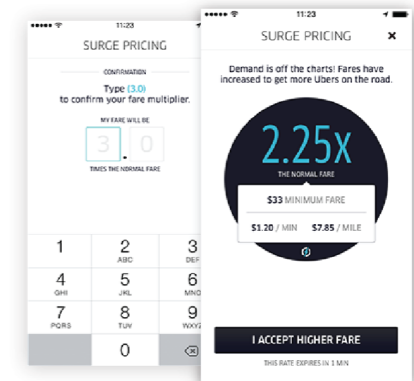 11:23
SURGE PRICING
CONFIRMATION
Type (3.0)
to confirm your fare multiplier.
MY FARE WILL BE
3.0
TIMES THE NORMAL FARE
1
2
ABC
3
DEF
4
GHI
5
JKL
6
MNO
7
PQRS
8
TUV
9
WXYZ
0
11:23
SURGE PRICING
Demand is off the charts! Fares have
increased to get more Ubers on the road.
2.25x
THE NORMAL FARE
$33 MINIMUM FARE
$1.20 / MIN $7.85 / MILE
I ACCEPT HIGHER FARE
THIS RATE EXPIRES IN 1 MIN